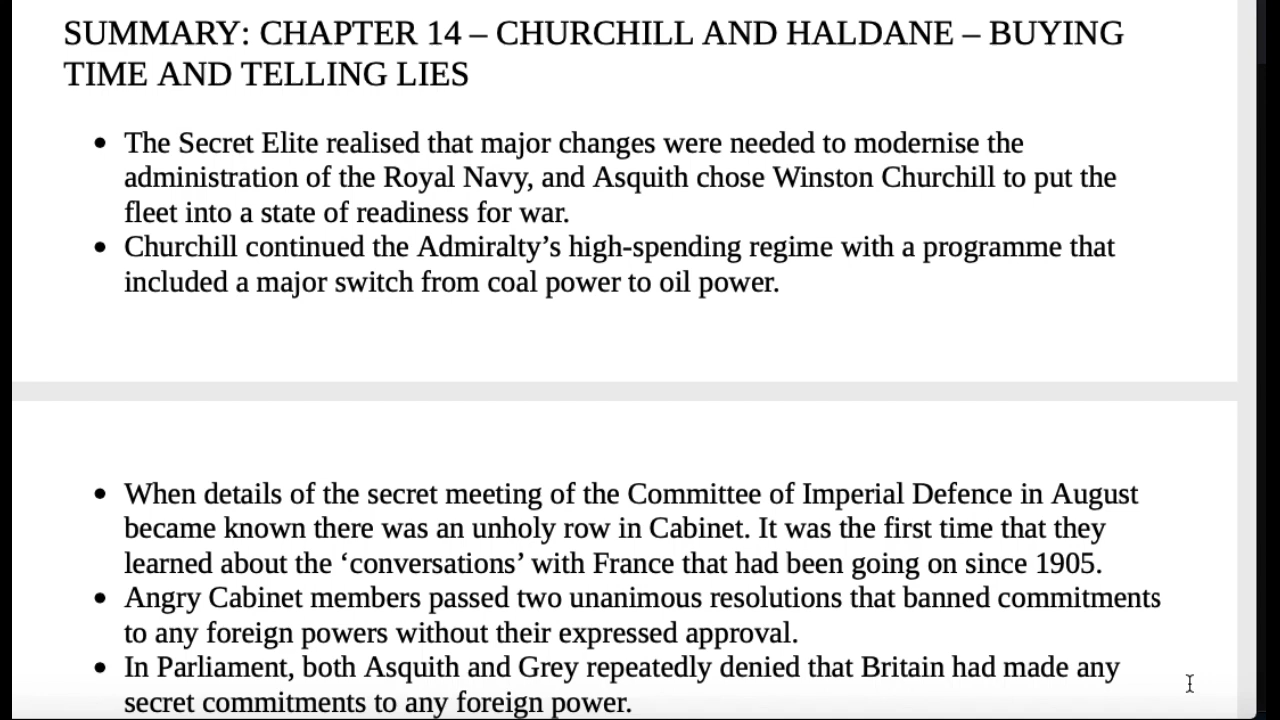 SUMMARY: CHAPTER 14 – CHURCHILL AND HALDANE – BUYING
TIME AND TELLING LIES
• The Secret Elite realised that major changes were needed to modernise the
administration of the Royal Navy, and Asquith chose Winston Churchill to put the
fleet into a state of readiness for war.
• Churchill continued the Admiralty’s high-spending regime with a programme that
included a major switch from coal power to oil power.
• When details of the secret meeting of the Committee of Imperial Defence in August
became known there was an unholy row in Cabinet. It was the first time that they
learned about the ‘conversations’ with France that had been going on since 1905.
• Angry Cabinet members passed two unanimous resolutions that banned commitments
to any foreign powers without their expressed approval.
• In Parliament, both Asquith and Grey repeatedly denied that Britain had made any
secret commitments to any foreign power.